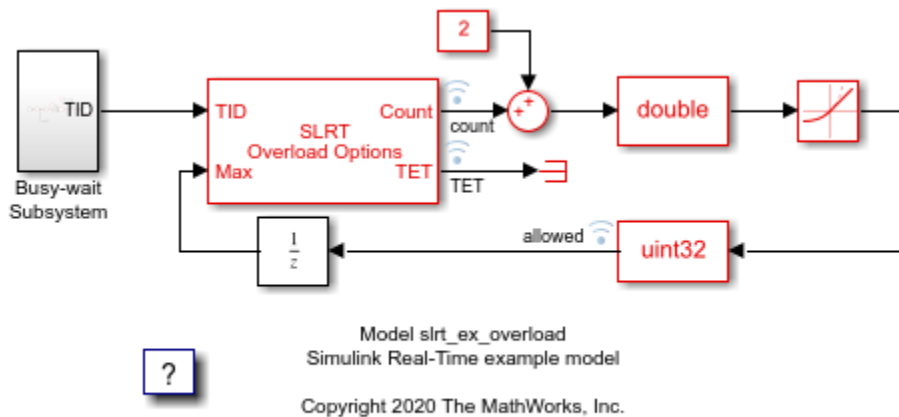 2
TID
TID
Count
SLRT
Overload Options
Max
TET
count
TET
++
double
Busy-wait
Subsystem
1
z
allowed
uint32
Model slrt_ex_overload
Simulink Real-Time example model
?
Copyright 2020 The MathWorks, Inc.